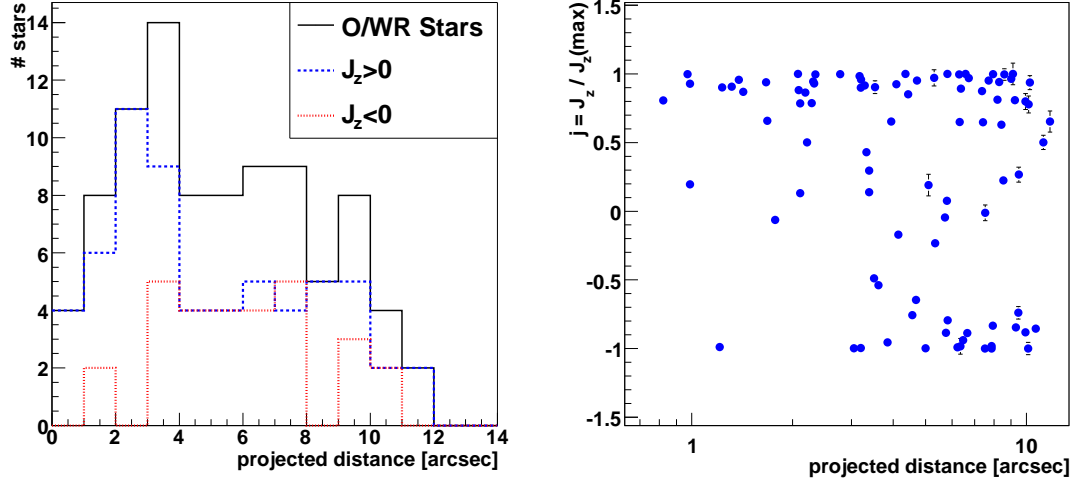 # stars
14
12
10
8
6
4
2
0
O/WR Stars
J_z>0
J_z<0
0 2 4 6 8 10 12 14
projected distance [arcsec]
j = J_z / J_z(max)
1.5
1
0.5
0
-0.5
-1
-1.5
1 10
projected distance [arcsec]